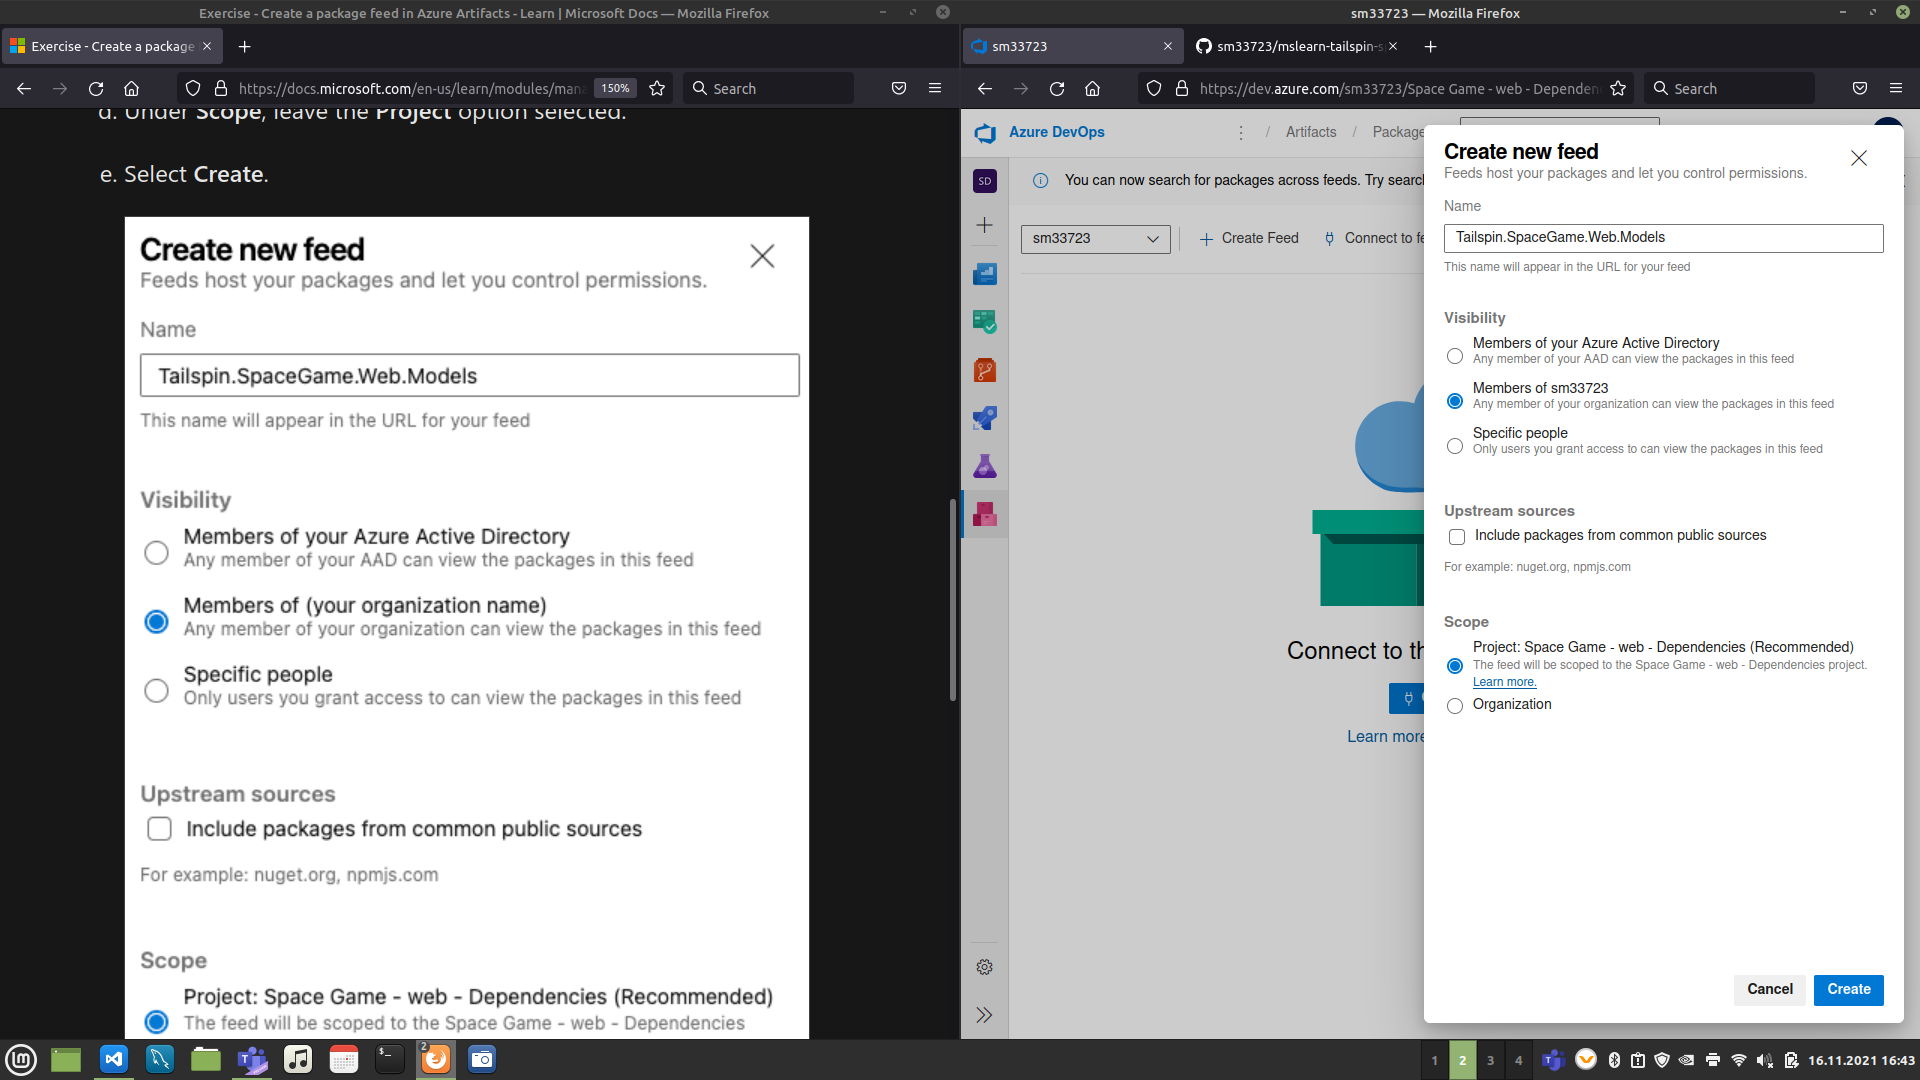 Exercise - Create a package feed in Azure Artifacts - Learn | Microsoft Docs — Mozilla Firefox
Exercise - Create a package
https://docs.microsoft.com/en-us/learn/modules/mana
150%
Search
d. Under Scope, leave the Project option selected.
e. Select Create.
Create new feed
Feeds host your packages and let you control permissions.
Name
Tailspin.SpaceGame.Web.Models
This name will appear in the URL for your feed
Visibility
Members of your Azure Active Directory
Any member of your AAD can view the packages in this feed
Members of (your organization name)
Any member of your organization can view the packages in this feed
Specific people
Only users you grant access to can view the packages in this feed
Upstream sources
Include packages from common public sources
For example: nuget.org, npmjs.com
Scope
Project: Space Game - web - Dependencies (Recommended)
The feed will be scoped to the Space Game - web - Dependencies
sm33723 — Mozilla Firefox
sm33723
sm33723/mslearn-tailspin-s
https://dev.azure.com/sm33723/Space Game - web - Dependen
Search
Azure DevOps
/ Artifacts / Package
SD
You can now search for packages across feeds. Try searc
sm33723
Create Feed
Connect to fe
Connect to th
Learn more
Create new feed
Feeds host your packages and let you control permissions.
Name
Tailspin.SpaceGame.Web.Models
This name will appear in the URL for your feed
Visibility
Members of your Azure Active Directory
Any member of your AAD can view the packages in this feed
Members of sm33723
Any member of your organization can view the packages in this feed
Specific people
Only users you grant access to can view the packages in this feed
Upstream sources
Include packages from common public sources
For example: nuget.org, npmjs.com
Scope
Project: Space Game - web - Dependencies (Recommended)
The feed will be scoped to the Space Game - web - Dependencies project.
Learn more.
Organization
Cancel
Create
2
1 2 3 4
16.11.2021 16:43